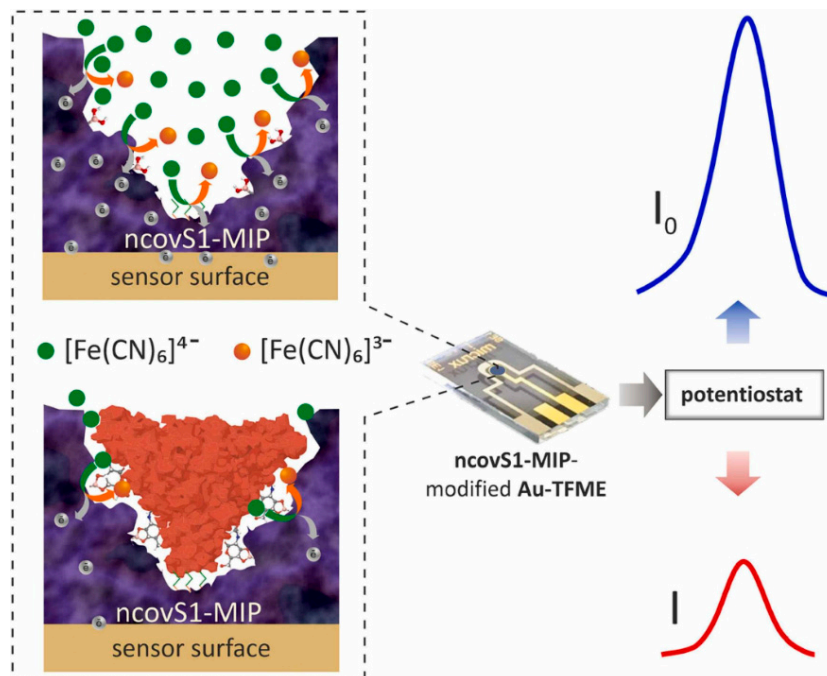 ncovS1-MIP
sensor surface
[Fe(CN)₆]⁴⁻ [Fe(CN)₆]³⁻
ncovS1-MIP
sensor surface
ncovS1-MIP-
modified Au-TFME
potentiostat
I₀
I